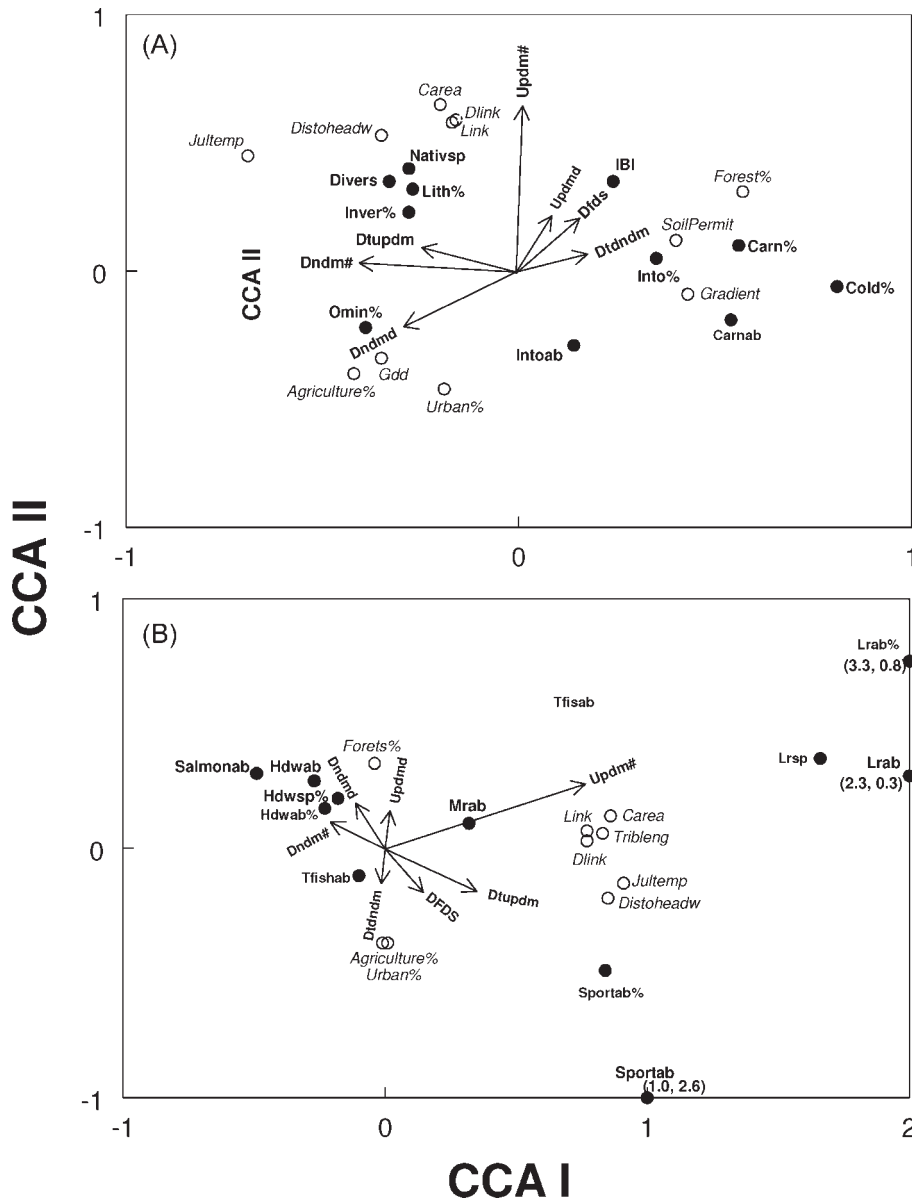 1
(A)
Updm#
Carea
Dlink
Link
Distoheadw
Jultemp
Nativsp
IBI
Divers
Lith%
Updmd
Forest%
Dfds
Inver%
SoilPermit
Dtupdm
Dtdndm
Carn%
Dndm#
0
CCA II
Into%
Cold%
Gradient
Omin%
Carnab
Dndmd
Intoab
Gdd
Agriculture%
Urban%
-1
-1
0
1
CCA II
1
(B)
Lrab%
(3.3, 0.8)
Tfisab
Forets%
Salmonab
Hdwab
Dndmd
Updmd
Updm#
Lrsp
Lrab
(2.3, 0.3)
Hdwsp%
Hdwab%
Mrab
Link
Carea
Dndm#
Tribleng
0
Dlink
Tfishab
Jultemp
Dtupdm
Distoheadw
Dtdndm
DFDS
Agriculture%
Urban%
Sportab%
Sportab
(1.0, 2.6)
-1
-1
0
1
2
CCA I